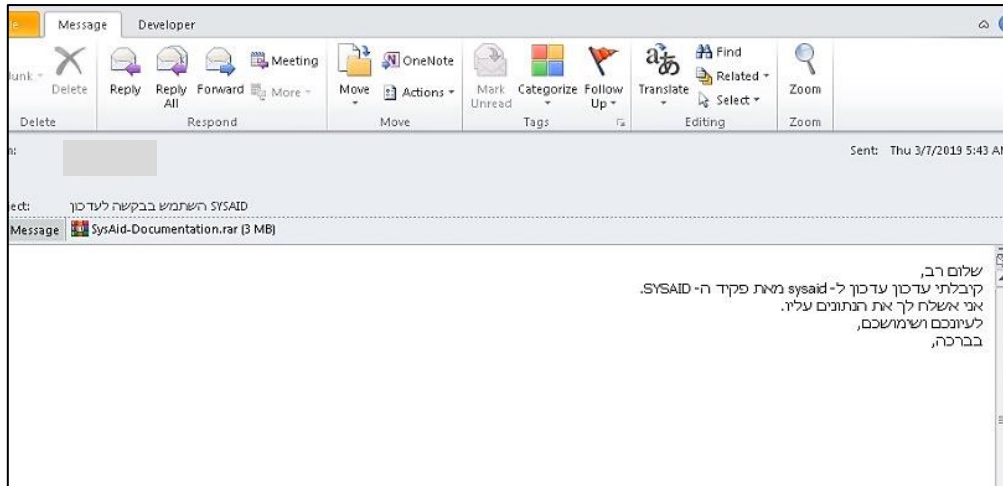 Message Developer
Junk
Delete
Reply
Reply All
Forward
Meeting
More
Move
OneNote
Actions
Mark Unread
Categorize
Follow Up
Translate
Find
Related
Select
Zoom
Delete
Respond
Move
Tags
Editing
Zoom
Sent: Thu 3/7/2019 5:43 AM
SYSAID השתמש בבקשה לעדכון
Message SysAid-Documentation.rar (3 MB)
שלום רב,
קיבלתי עדכון עדכון ל- sysaid מאת פקיד ה- SYSAID.
אני אשלח לך את הנתונים עליו.
לעיונכם ושימושכם,
בברכה,